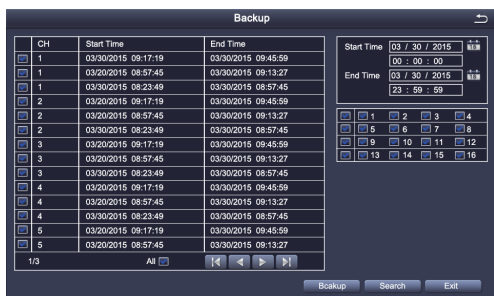 Backup
CH Start Time End Time
1 03/30/2015 09:17:19 03/30/2015 09:45:59
1 03/20/2015 08:57:45 03/30/2015 09:13:27
1 03/30/2015 08:23:49 03/30/2015 08:57:45
2 03/20/2015 09:17:19 03/30/2015 09:45:59
2 03/20/2015 08:57:45 03/30/2015 09:13:27
2 03/30/2015 08:23:49 03/30/2015 08:57:45
3 03/20/2015 09:17:19 03/30/2015 09:45:59
3 03/20/2015 08:57:45 03/30/2015 09:13:27
3 03/30/2015 08:23:49 03/30/2015 08:57:45
4 03/20/2015 09:17:19 03/30/2015 09:45:59
4 03/20/2015 08:57:45 03/30/2015 09:13:27
4 03/30/2015 08:23:49 03/30/2015 08:57:45
5 03/20/2015 09:17:19 03/30/2015 09:45:59
5 03/20/2015 08:57:45 03/30/2015 09:13:27
1/3 All
Start Time 03 / 30 / 2015 18
00 : 00 : 00
End Time 03 / 30 / 2015 18
23 : 59 : 59
1 2 3 4
5 6 7 8
9 10 11 12
13 14 15 16
Bcakup Search Exit